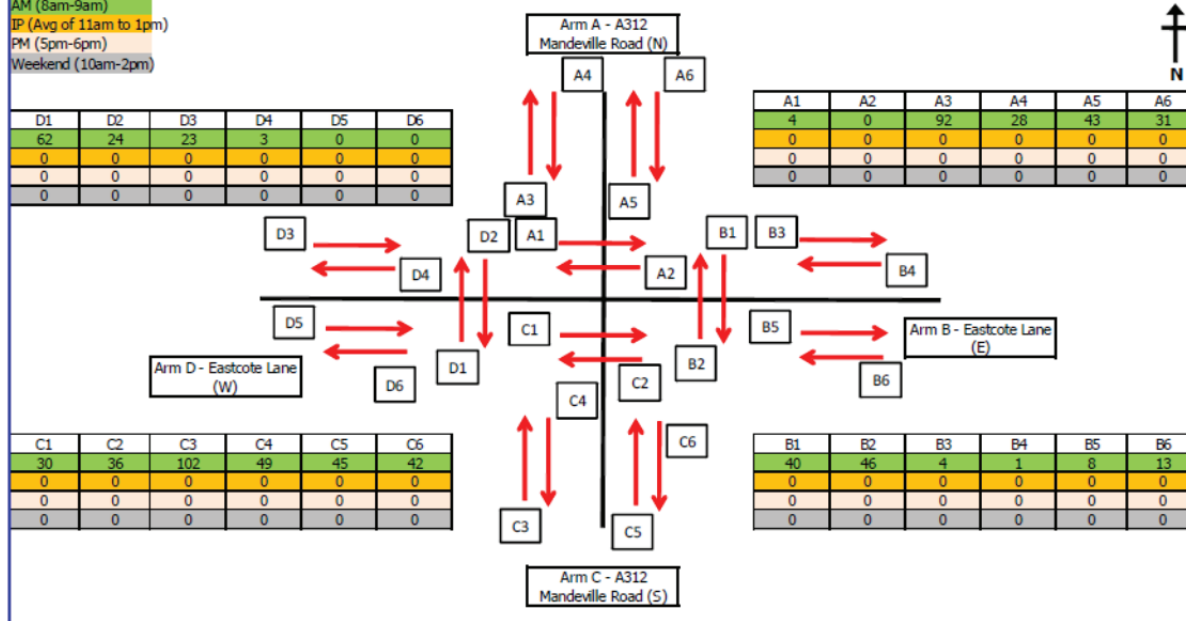 AM (8am-9am)
IP (Avg of 11am to 1pm)
PM (5pm-6pm)
Weekend (10am-2pm)
Arm A - A312
Mandeville Road (N)
N
A4
A6
D1 D2 D3 D4 D5 D6
62 24 23 3 0 0
0 0 0 0 0 0
0 0 0 0 0 0
0 0 0 0 0 0
A1 A2 A3 A4 A5 A6
4 0 92 28 43 31
0 0 0 0 0 0
0 0 0 0 0 0
0 0 0 0 0 0
A3
A5
D3
D2
A1
B1
B3
D4
A2
B4
D5
C1
B5
Arm B - Eastcote Lane
(E)
Arm D - Eastcote Lane
(W)
D6
D1
C2
B2
B6
C4
C6
C1 C2 C3 C4 C5 C6
30 36 102 49 45 42
0 0 0 0 0 0
0 0 0 0 0 0
0 0 0 0 0 0
B1 B2 B3 B4 B5 B6
40 46 4 1 8 13
0 0 0 0 0 0
0 0 0 0 0 0
0 0 0 0 0 0
C3
C5
Arm C - A312
Mandeville Road (S)